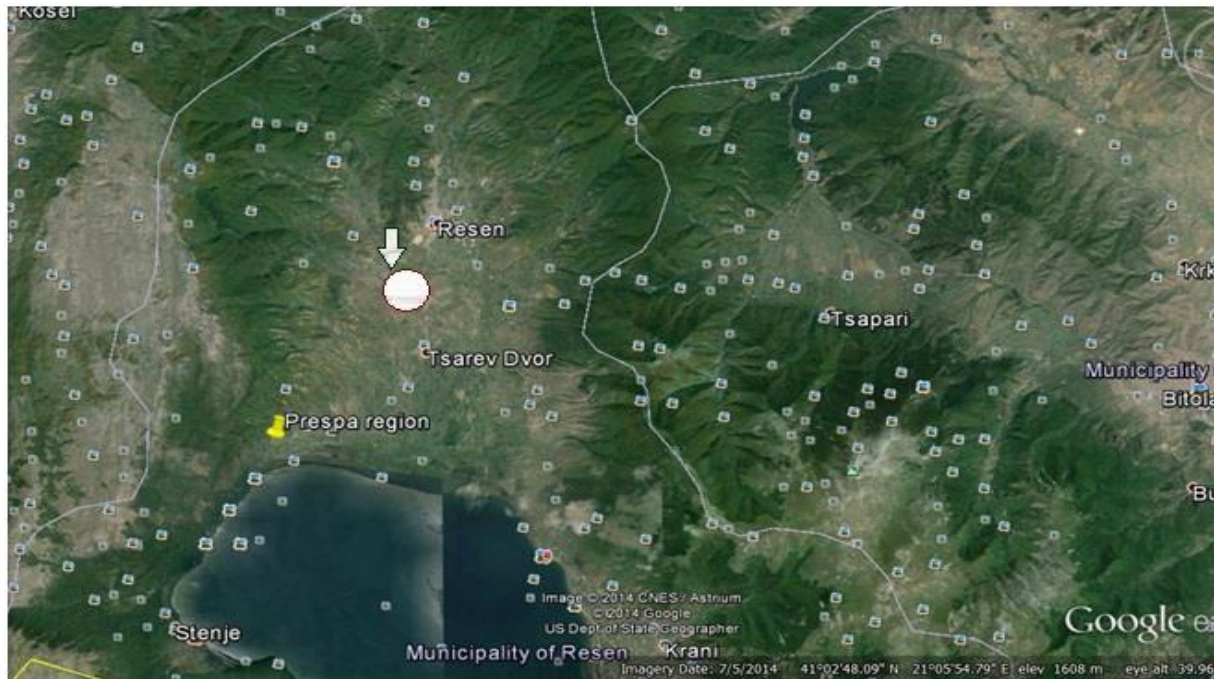 Kosel
Resen
Krk
Tsapari
Tsarev Dvor
Municipality
Bitola
Prespa region
Bu
Image © 2014 CNES / Astrium
© 2014 Google
US Dept of State Geographer
Stenje
Google ea
Municipality of Resen
Krani
Imagery Date: 7/5/2014 41°02'48.09" N 21°05'54.79" E elev 1608 m eye alt 39.96